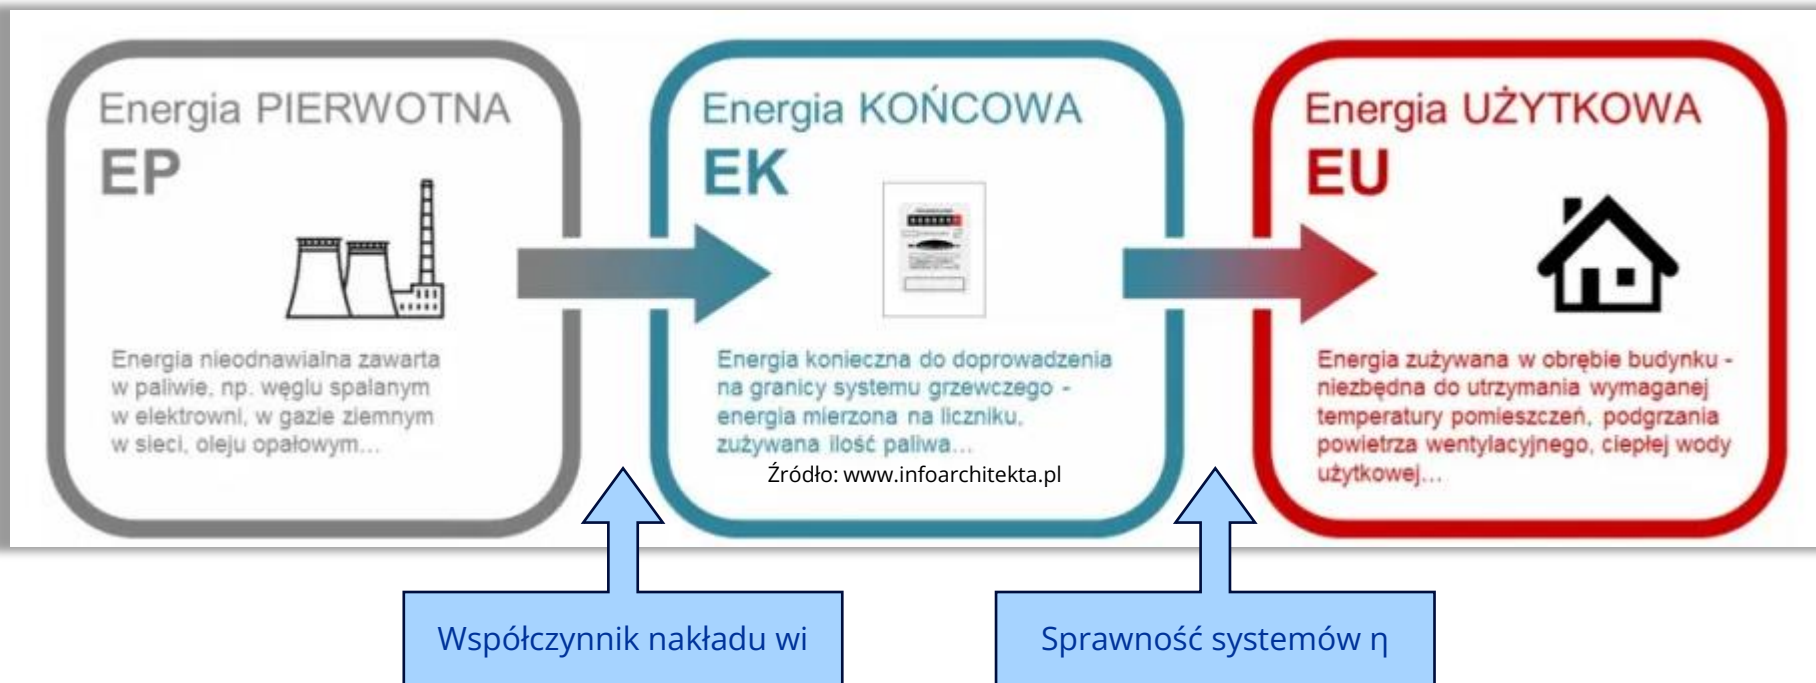 Energia PIERWOTNA
EP
Energia nieodnawialna zawarta
w paliwie, np. węglu spalanym
w elektrowni, w gazie ziemnym
w sieci, oleju opałowym...
Energia KOŃCOWA
EK
Energia konieczna do doprowadzenia
na granicy systemu grzewczego -
energia mierzona na liczniku,
zużywana ilość paliwa...
Źródło: www.infoarchitekta.pl
Energia UŻYTKOWA
EU
Energia zużywana w obrębie budynku -
niezbędna do utrzymania wymaganej
temperatury pomieszczeń, podgrzania
powietrza wentylacyjnego, ciepłej wody
użytkowej...
Współczynnik nakładu wi
Sprawność systemów η